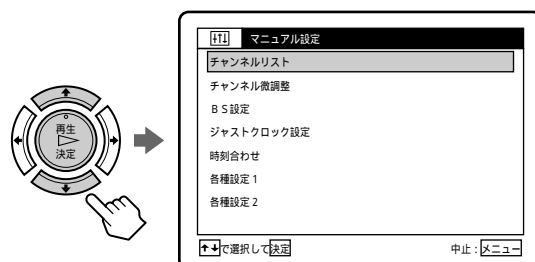 マニュアル設定
チャンネルリスト
チャンネル微調整
BS設定
ジャストクロック設定
時刻合わせ
各種設定1
各種設定2
↑↓で選択して決定 中止:メニュー
再生
決定